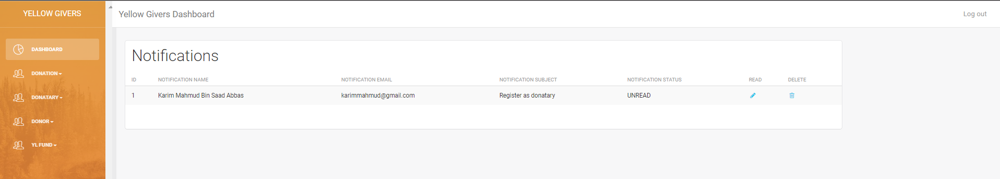 YELLOW GIVERS
Yellow Givers Dashboard
Log out
DASHBOARD
DONATION
DONATARY
DONOR
YL FUND
Notifications
ID NOTIFICATION NAME NOTIFICATION EMAIL NOTIFICATION SUBJECT NOTIFICATION STATUS READ DELETE
1 Karim Mahmud Bin Saad Abbas karimmahmud@gmail.com Register as donatary UNREAD